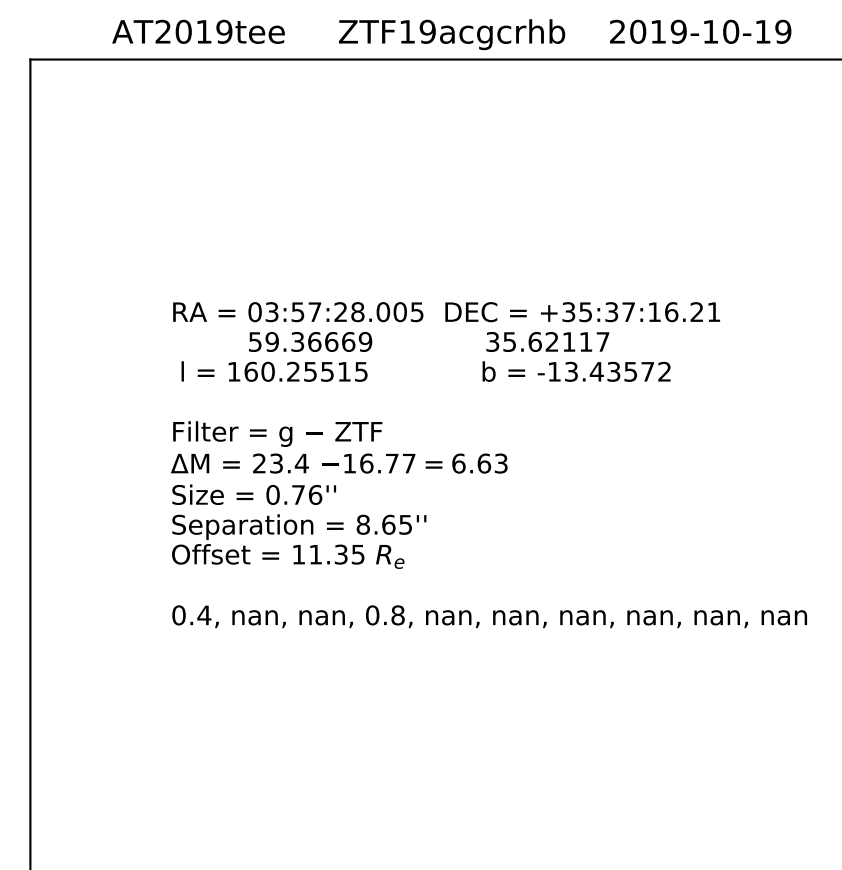 AT2019tee ZTF19acgcrhb 2019-10-19
RA = 03:57:28.005 DEC = +35:37:16.21
59.36669 35.62117
l = 160.25515 b = -13.43572
Filter = g − ZTF
ΔM = 23.4 −16.77 = 6.63
Size = 0.76''
Separation = 8.65''
Offset = 11.35 Rₑ
0.4, nan, nan, 0.8, nan, nan, nan, nan, nan, nan